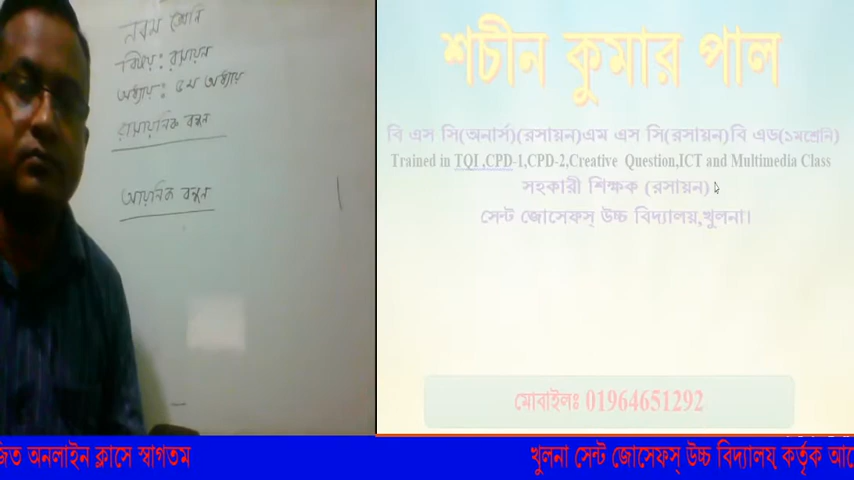 নবম শ্রেনি
বিষয়: রসায়ন
অধ্যায়: ৫ম অধ্যায়
রাসায়নিক বন্ধন
আয়নিক বন্ধন
শচীন কুমার পাল
বি এস সি(অনার্স)(রসায়ন)এম এস সি(রসায়ন)বি এড(১মশ্রেনি)
Trained in TQI ,CPD-1,CPD-2,Creative Question,ICT and Multimedia Class
সহকারী শিক্ষক (রসায়ন)
সেন্ট জোসেফস্ উচ্চ বিদ্যালয়,খুলনা।
মোবাইলঃ 01964651292
জিত অনলাইন ক্লাসে স্বাগতম
খুলনা সেন্ট জোসেফস্ উচ্চ বিদ্যালয় কর্তৃক আয়ে